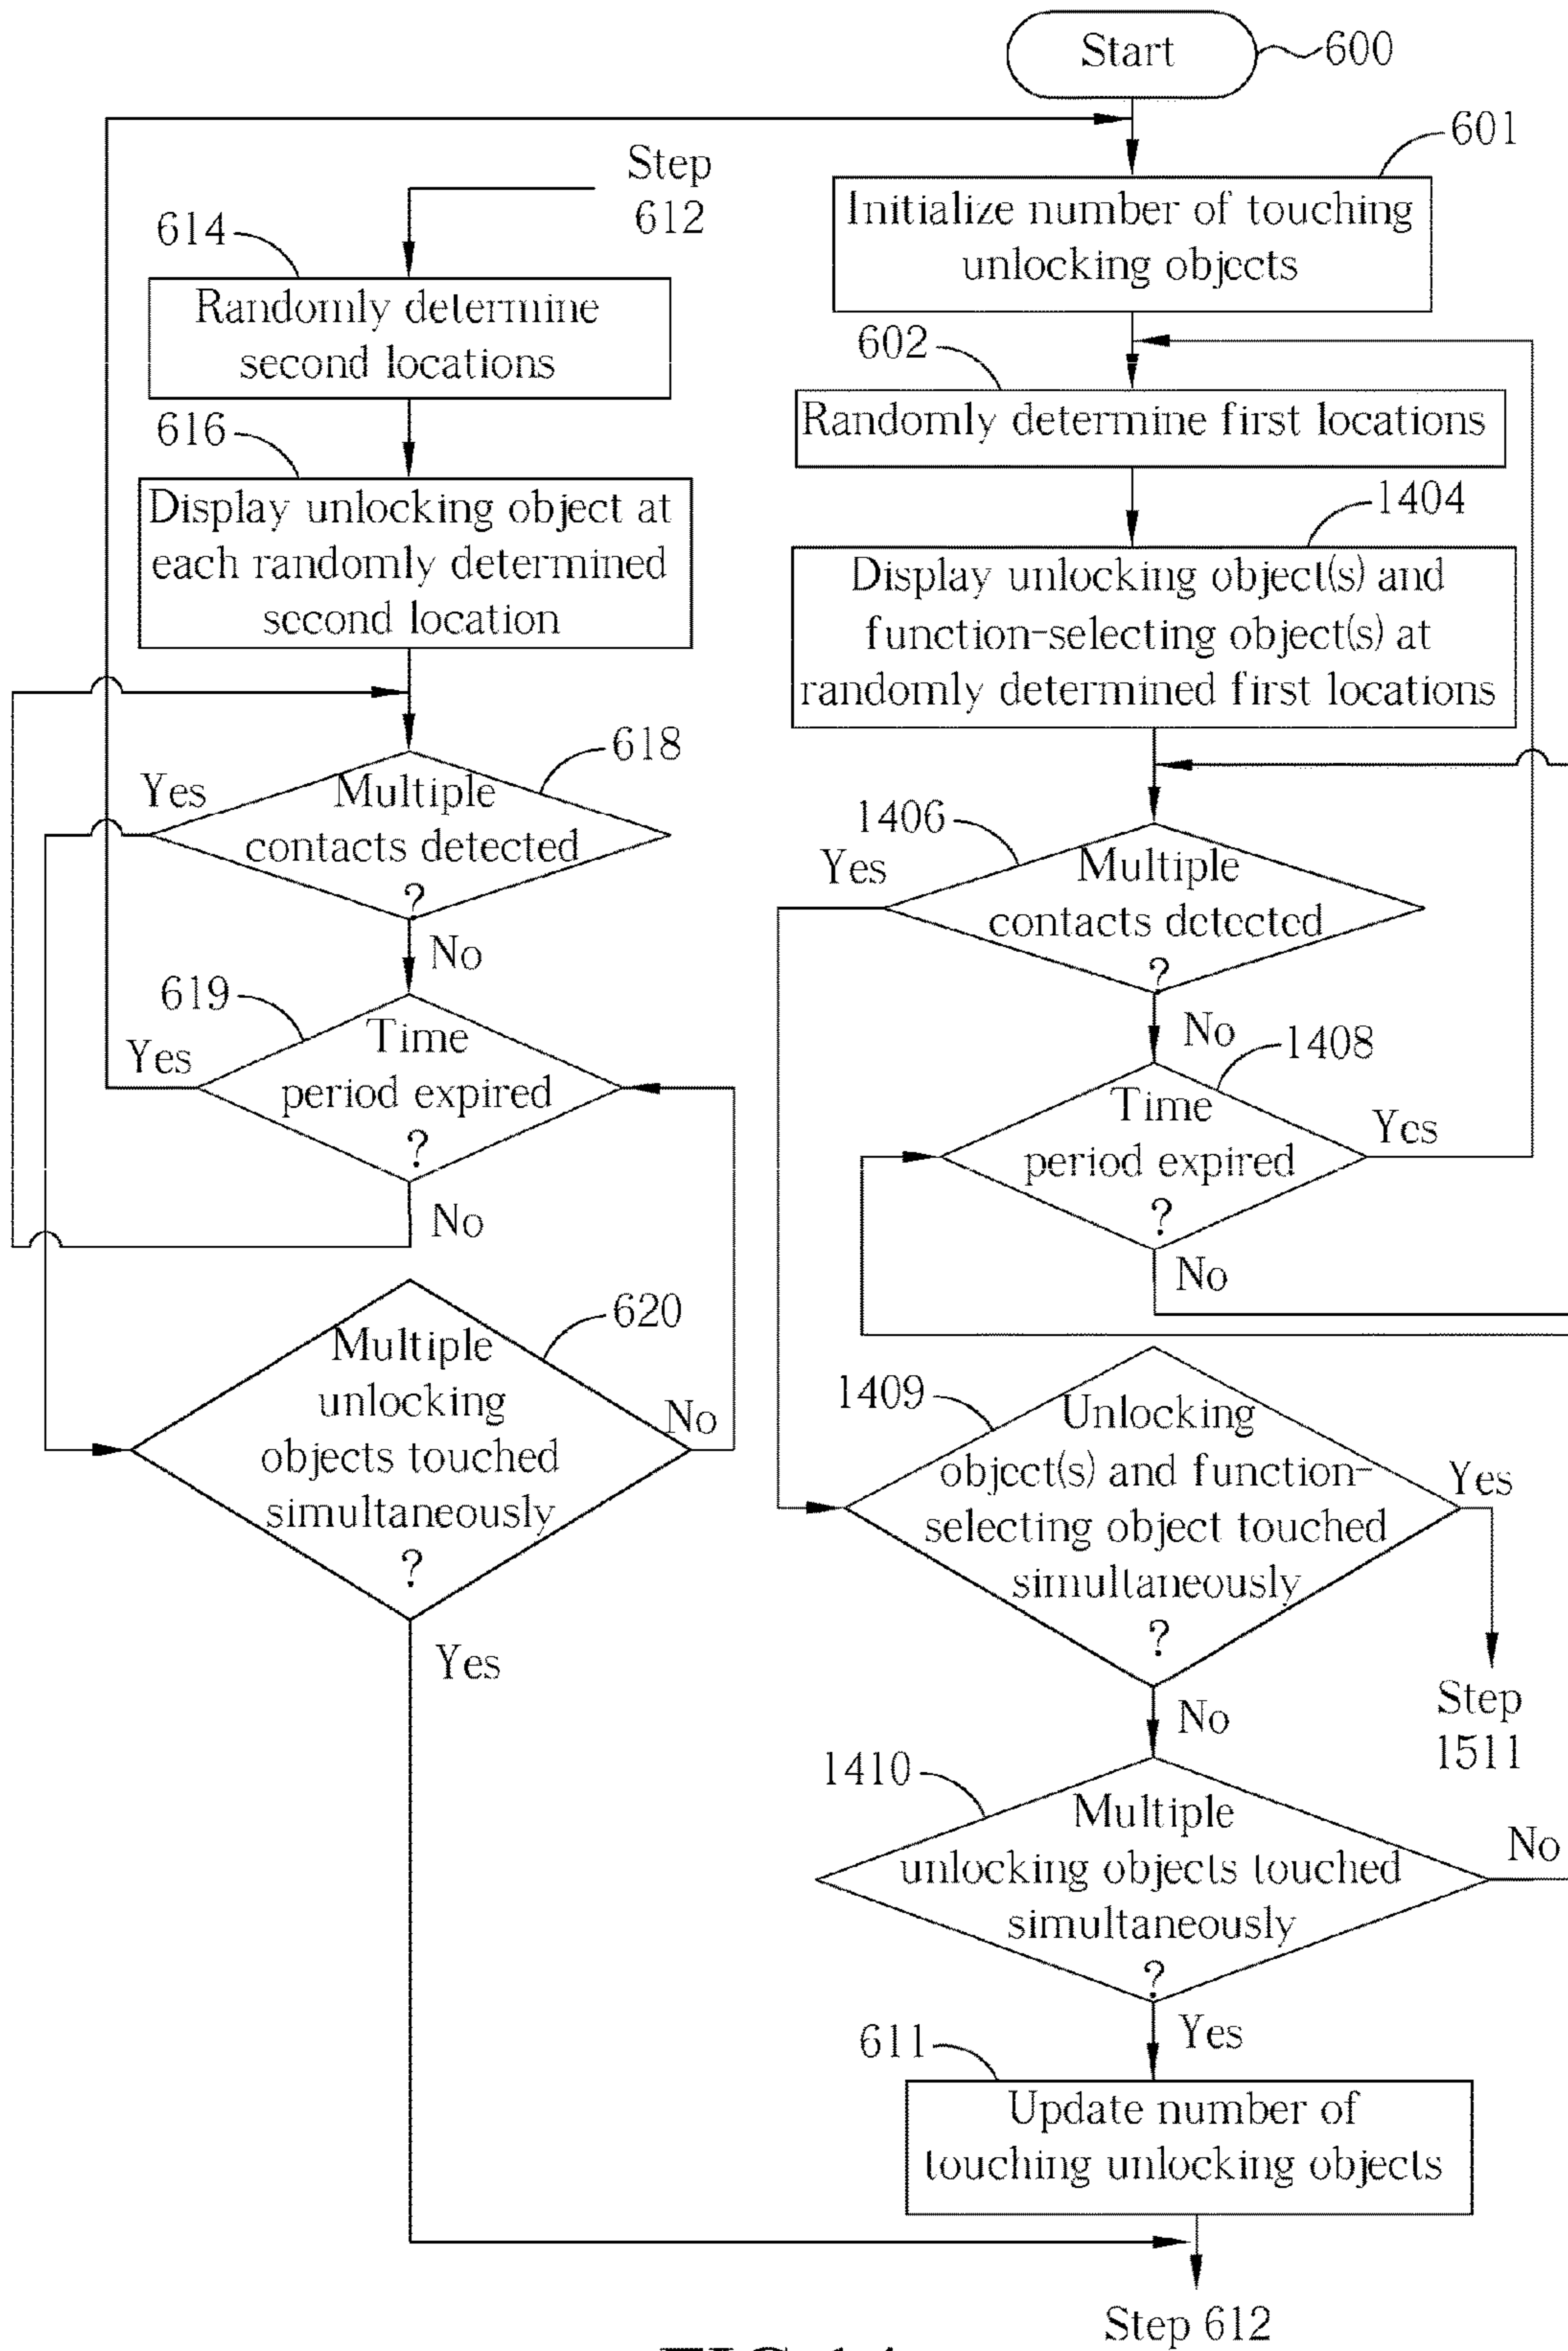 Start
600
601
Initialize number of touching
unlocking objects
602
Randomly determine first locations
1404
Display unlocking object(s) and
function-selecting object(s) at
randomly determined first locations
1406
Yes
Multiple
contacts detected
?
No
1408
Time
period expired
?
Yes
No
1409
Unlocking
object(s) and function-
selecting object touched
simultaneously
?
Yes
Step
1511
No
1410
Multiple
unlocking objects touched
simultaneously
?
No
Yes
611
Update number of
touching unlocking objects
Step 612
Step
612
614
Randomly determine
second locations
616
Display unlocking object at
each randomly determined
second location
618
Yes
Multiple
contacts detected
?
No
619
Yes
Time
period expired
?
No
620
Multiple
unlocking
objects touched
simultaneously
?
No
Yes